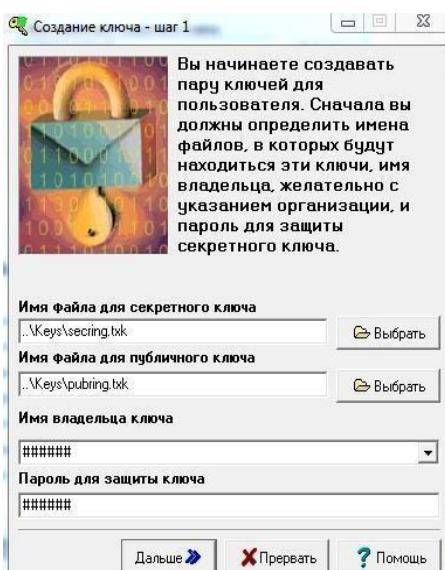 Создание ключа - шаг 1
Вы начинаете создавать
пару ключей для
пользователя. Сначала вы
должны определить имена
файлов, в которых будут
находиться эти ключи, имя
владельца, желательно с
указанием организации, и
пароль для защиты
секретного ключа.
Имя файла для секретного ключа
..\Keys\secring.txk
Выбрать
Имя файла для публичного ключа
..\Keys\pubring.txk
Выбрать
Имя владельца ключа
######
Пароль для защиты ключа
######
Дальше
Прервать
? Помощь